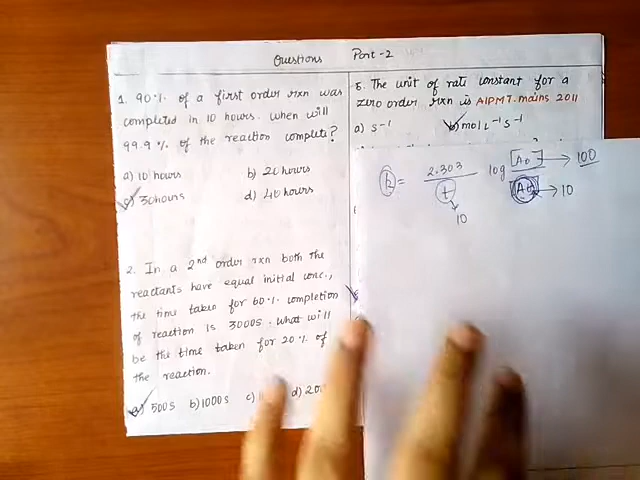 Questions Part-2
1. 90%. of a first order rxn was
completed in 10 hours. When will
99.9%. of the reaction complete?
a) 10 hours b) 20 hours
c) 30 hours d) 40 hours
2. In a 2nd order rxn both the
reactants have equal initial conc.,
the time taken for 60%. completion
of reaction is 3000s. What will
be the time taken for 20%. of
the reaction.
a) 500s b) 1000s c) d) 20
5. The unit of rate constant for a
zero order rxn is AIPMT. mains 2011
a) s⁻¹ b) mol L⁻¹ s⁻¹
k = 2.303 / t log [A0] → 100
→ 10
10